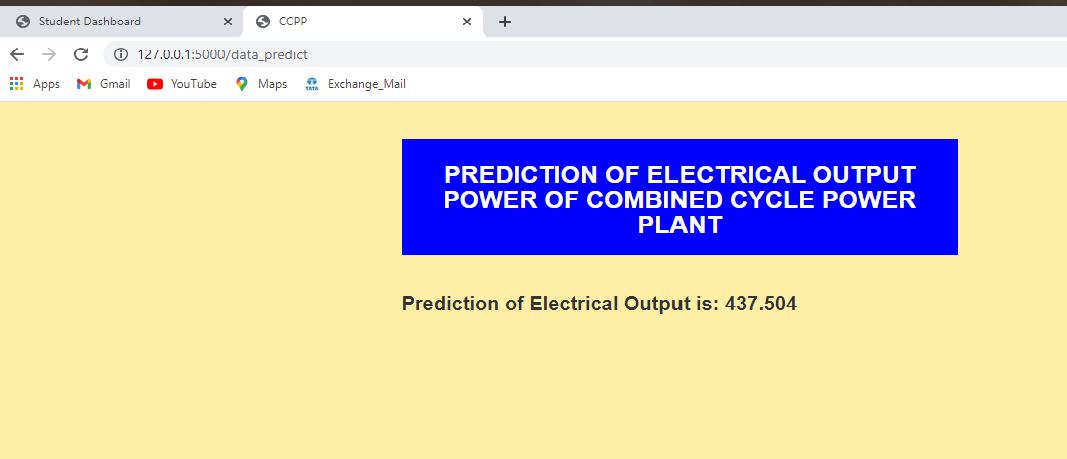 Student Dashboard
CCPP
127.0.0.1:5000/data_predict
Apps Gmail YouTube Maps TATA Exchange_Mail
PREDICTION OF ELECTRICAL OUTPUT
POWER OF COMBINED CYCLE POWER
PLANT
Prediction of Electrical Output is: 437.504